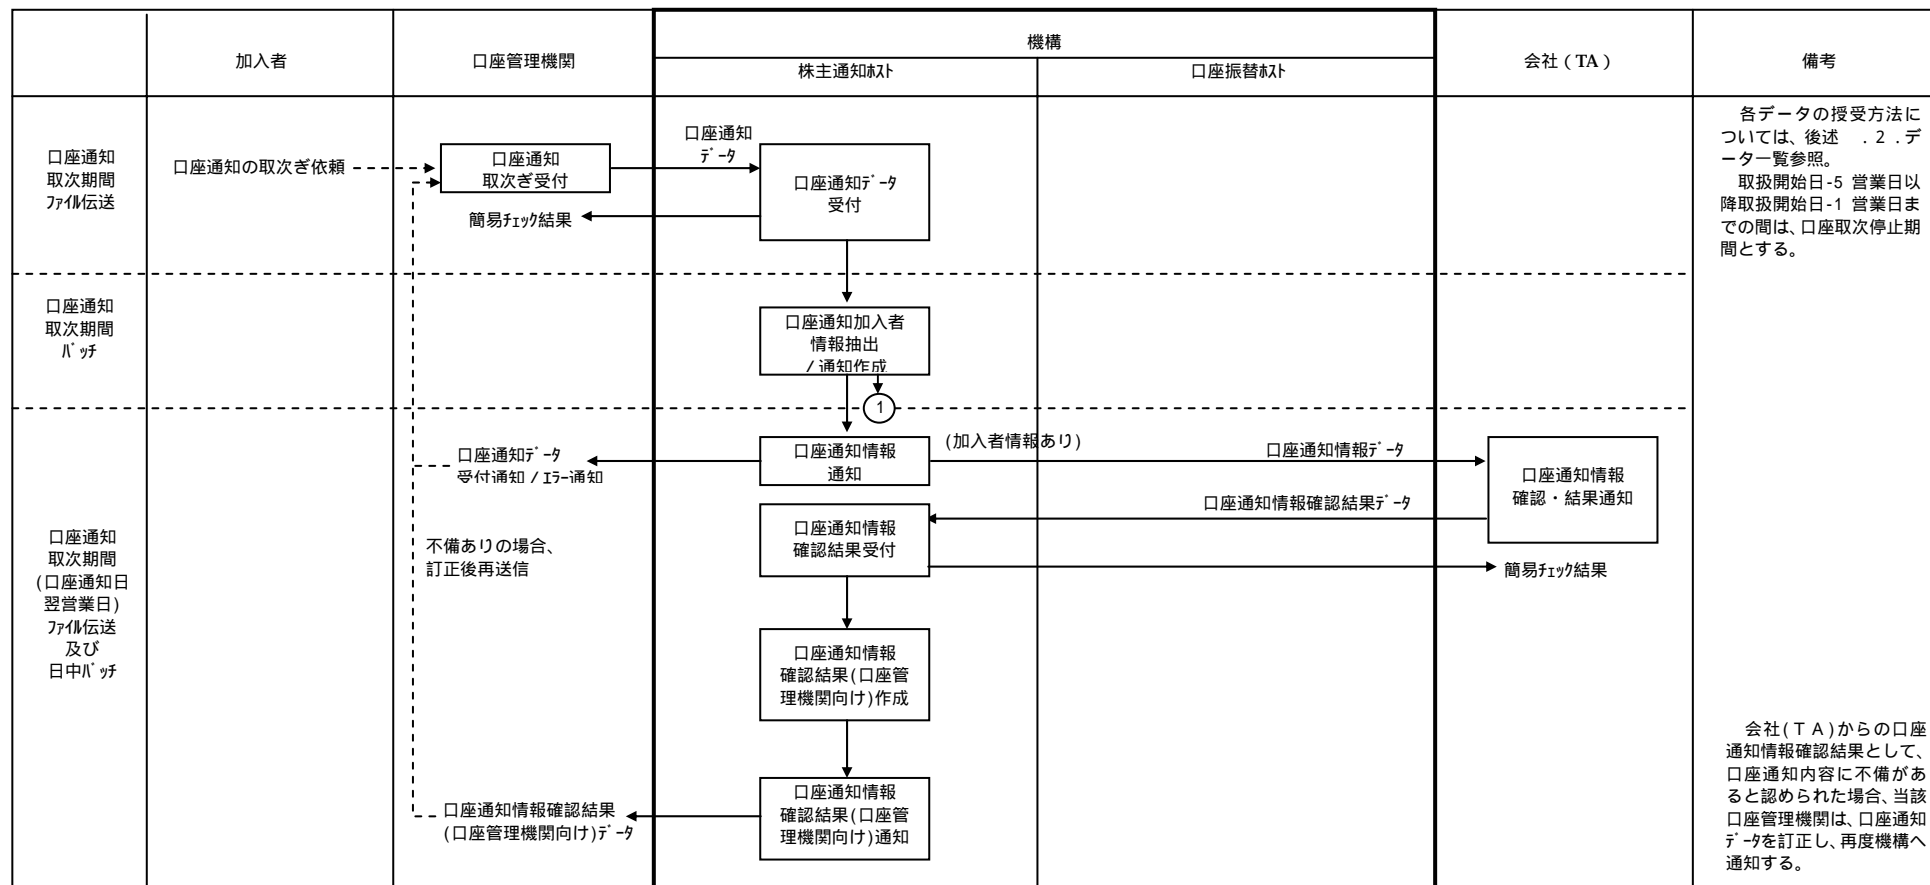 加入者
口座管理機関
機構
株主通知ﾎｽﾄ
口座振替ﾎｽﾄ
会社（TA）
備考
口座通知
取次期間
ﾌｧｲﾙ伝送
口座通知の取次ぎ依頼
口座通知
取次ぎ受付
口座通知
ﾃﾞｰﾀ
口座通知ﾃﾞｰﾀ
受付
簡易ﾁｪｯｸ結果
各データの授受方法に
ついては、後述　．２．デ
ータ一覧参照。
取扱開始日-5 営業日以
降取扱開始日-1 営業日ま
での間は、口座取次停止期
間とする。
口座通知
取次期間
ﾊﾞｯﾁ
口座通知加入者
情報抽出
/通知作成
1
口座通知
取次期間
(口座通知日
翌営業日)
ﾌｧｲﾙ伝送
及び
日中ﾊﾞｯﾁ
口座通知ﾃﾞｰﾀ
受付通知/ｴﾗｰ通知
口座通知情報
通知
(加入者情報あり)
口座通知情報ﾃﾞｰﾀ
口座通知情報
確認・結果通知
口座通知情報確認結果ﾃﾞｰﾀ
口座通知情報
確認結果受付
不備ありの場合、
訂正後再送信
簡易ﾁｪｯｸ結果
口座通知情報
確認結果(口座管
理機関向け)作成
口座通知情報
確認結果(口座管
理機関向け)通知
口座通知情報確認結果
(口座管理機関向け)ﾃﾞｰﾀ
会社(ＴＡ)からの口座
通知情報確認結果として、
口座通知内容に不備があ
ると認められた場合、当該
口座管理機関は、口座通知
ﾃﾞｰﾀを訂正し、再度機構へ
通知する。